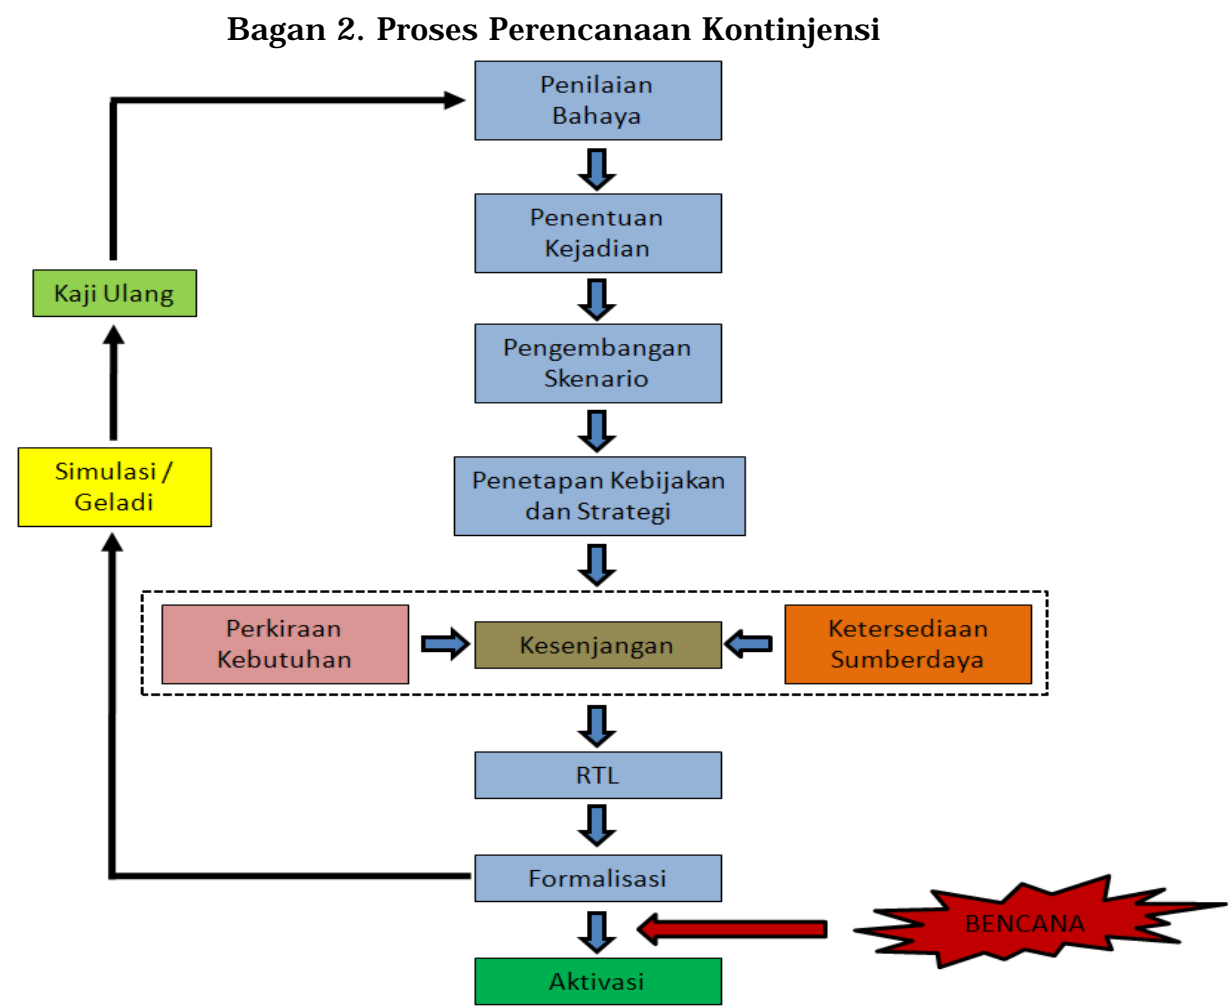 Bagan 2. Proses Perencanaan Kontinjensi
Penilaian
Bahaya
Penentuan
Kejadian
Kaji Ulang
Pengembangan
Skenario
Simulasi /
Geladi
Penetapan Kebijakan
dan Strategi
Perkiraan
Kebutuhan
Kesenjangan
Ketersediaan
Sumberdaya
RTL
Formalisasi
BENCANA
Aktivasi